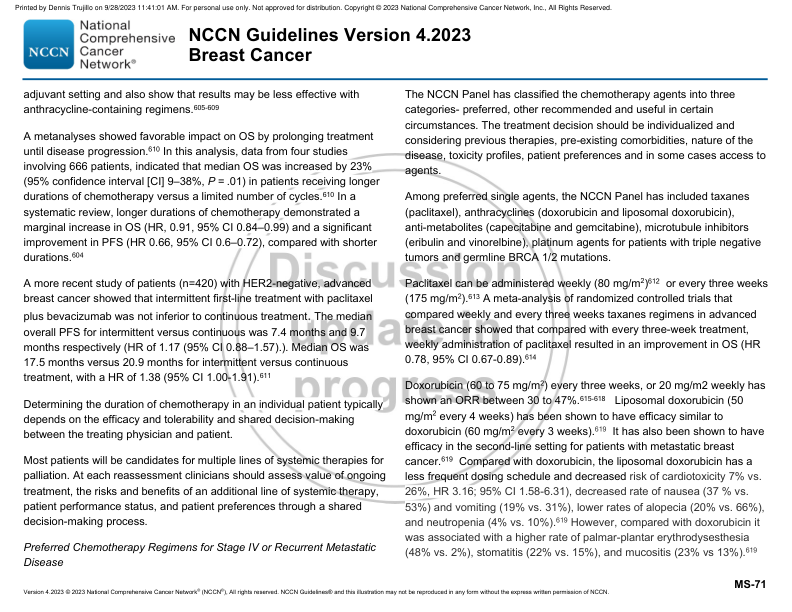 Printed by Dennis Trujillo on 9/28/2023 11:41:01 AM. For personal use only. Not approved for distribution. Copyright © 2023 National Comprehensive Cancer Network, Inc., All Rights Reserved.
NCCN
National
Comprehensive
Cancer
Network®
NCCN Guidelines Version 4.2023
Breast Cancer
adjuvant setting and also show that results may be less effective with
anthracycline-containing regimens.605-609
A metanalyses showed favorable impact on OS by prolonging treatment
until disease progression.610 In this analysis, data from four studies
involving 666 patients, indicated that median OS was increased by 23%
(95% confidence interval [CI] 9–38%, P = .01) in patients receiving longer
durations of chemotherapy versus a limited number of cycles.610 In a
systematic review, longer durations of chemotherapy demonstrated a
marginal increase in OS (HR, 0.91, 95% CI 0.84–0.99) and a significant
improvement in PFS (HR 0.66, 95% CI 0.6–0.72), compared with shorter
durations.604
A more recent study of patients (n=420) with HER2-negative, advanced
breast cancer showed that intermittent first-line treatment with paclitaxel
plus bevacizumab was not inferior to continuous treatment. The median
overall PFS for intermittent versus continuous was 7.4 months and 9.7
months respectively (HR of 1.17 (95% CI 0.88–1.57).). Median OS was
17.5 months versus 20.9 months for intermittent versus continuous
treatment, with a HR of 1.38 (95% CI 1.00-1.91).611
Determining the duration of chemotherapy in an individual patient typically
depends on the efficacy and tolerability and shared decision-making
between the treating physician and patient.
Most patients will be candidates for multiple lines of systemic therapies for
palliation. At each reassessment clinicians should assess value of ongoing
treatment, the risks and benefits of an additional line of systemic therapy,
patient performance status, and patient preferences through a shared
decision-making process.
Preferred Chemotherapy Regimens for Stage IV or Recurrent Metastatic
Disease
The NCCN Panel has classified the chemotherapy agents into three
categories- preferred, other recommended and useful in certain
circumstances. The treatment decision should be individualized and
considering previous therapies, pre-existing comorbidities, nature of the
disease, toxicity profiles, patient preferences and in some cases access to
agents.
Among preferred single agents, the NCCN Panel has included taxanes
(paclitaxel), anthracyclines (doxorubicin and liposomal doxorubicin),
anti-metabolites (capecitabine and gemcitabine), microtubule inhibitors
(eribulin and vinorelbine), platinum agents for patients with triple negative
tumors and germline BRCA 1/2 mutations.
Paclitaxel can be administered weekly (80 mg/m2)612 or every three weeks
(175 mg/m2).613 A meta-analysis of randomized controlled trials that
compared weekly and every three weeks taxanes regimens in advanced
breast cancer showed that compared with every three-week treatment,
weekly administration of paclitaxel resulted in an improvement in OS (HR
0.78, 95% CI 0.67-0.89).614
Doxorubicin (60 to 75 mg/m2) every three weeks, or 20 mg/m2 weekly has
shown an ORR between 30 to 47%.615-618 Liposomal doxorubicin (50
mg/m2 every 4 weeks) has been shown to have efficacy similar to
doxorubicin (60 mg/m2 every 3 weeks).619 It has also been shown to have
efficacy in the second-line setting for patients with metastatic breast
cancer.619 Compared with doxorubicin, the liposomal doxorubicin has a
less frequent dosing schedule and decreased risk of cardiotoxicity 7% vs.
26%, HR 3.16; 95% CI 1.58-6.31), decreased rate of nausea (37 % vs.
53%) and vomiting (19% vs. 31%), lower rates of alopecia (20% vs. 66%),
and neutropenia (4% vs. 10%).619 However, compared with doxorubicin it
was associated with a higher rate of palmar-plantar erythrodysesthesia
(48% vs. 2%), stomatitis (22% vs. 15%), and mucositis (23% vs 13%).619
Discussion
update in
progress
MS-71
Version 4.2023 © 2023 National Comprehensive Cancer Network® (NCCN®), All rights reserved. NCCN Guidelines® and this illustration may not be reproduced in any form without the express written permission of NCCN.